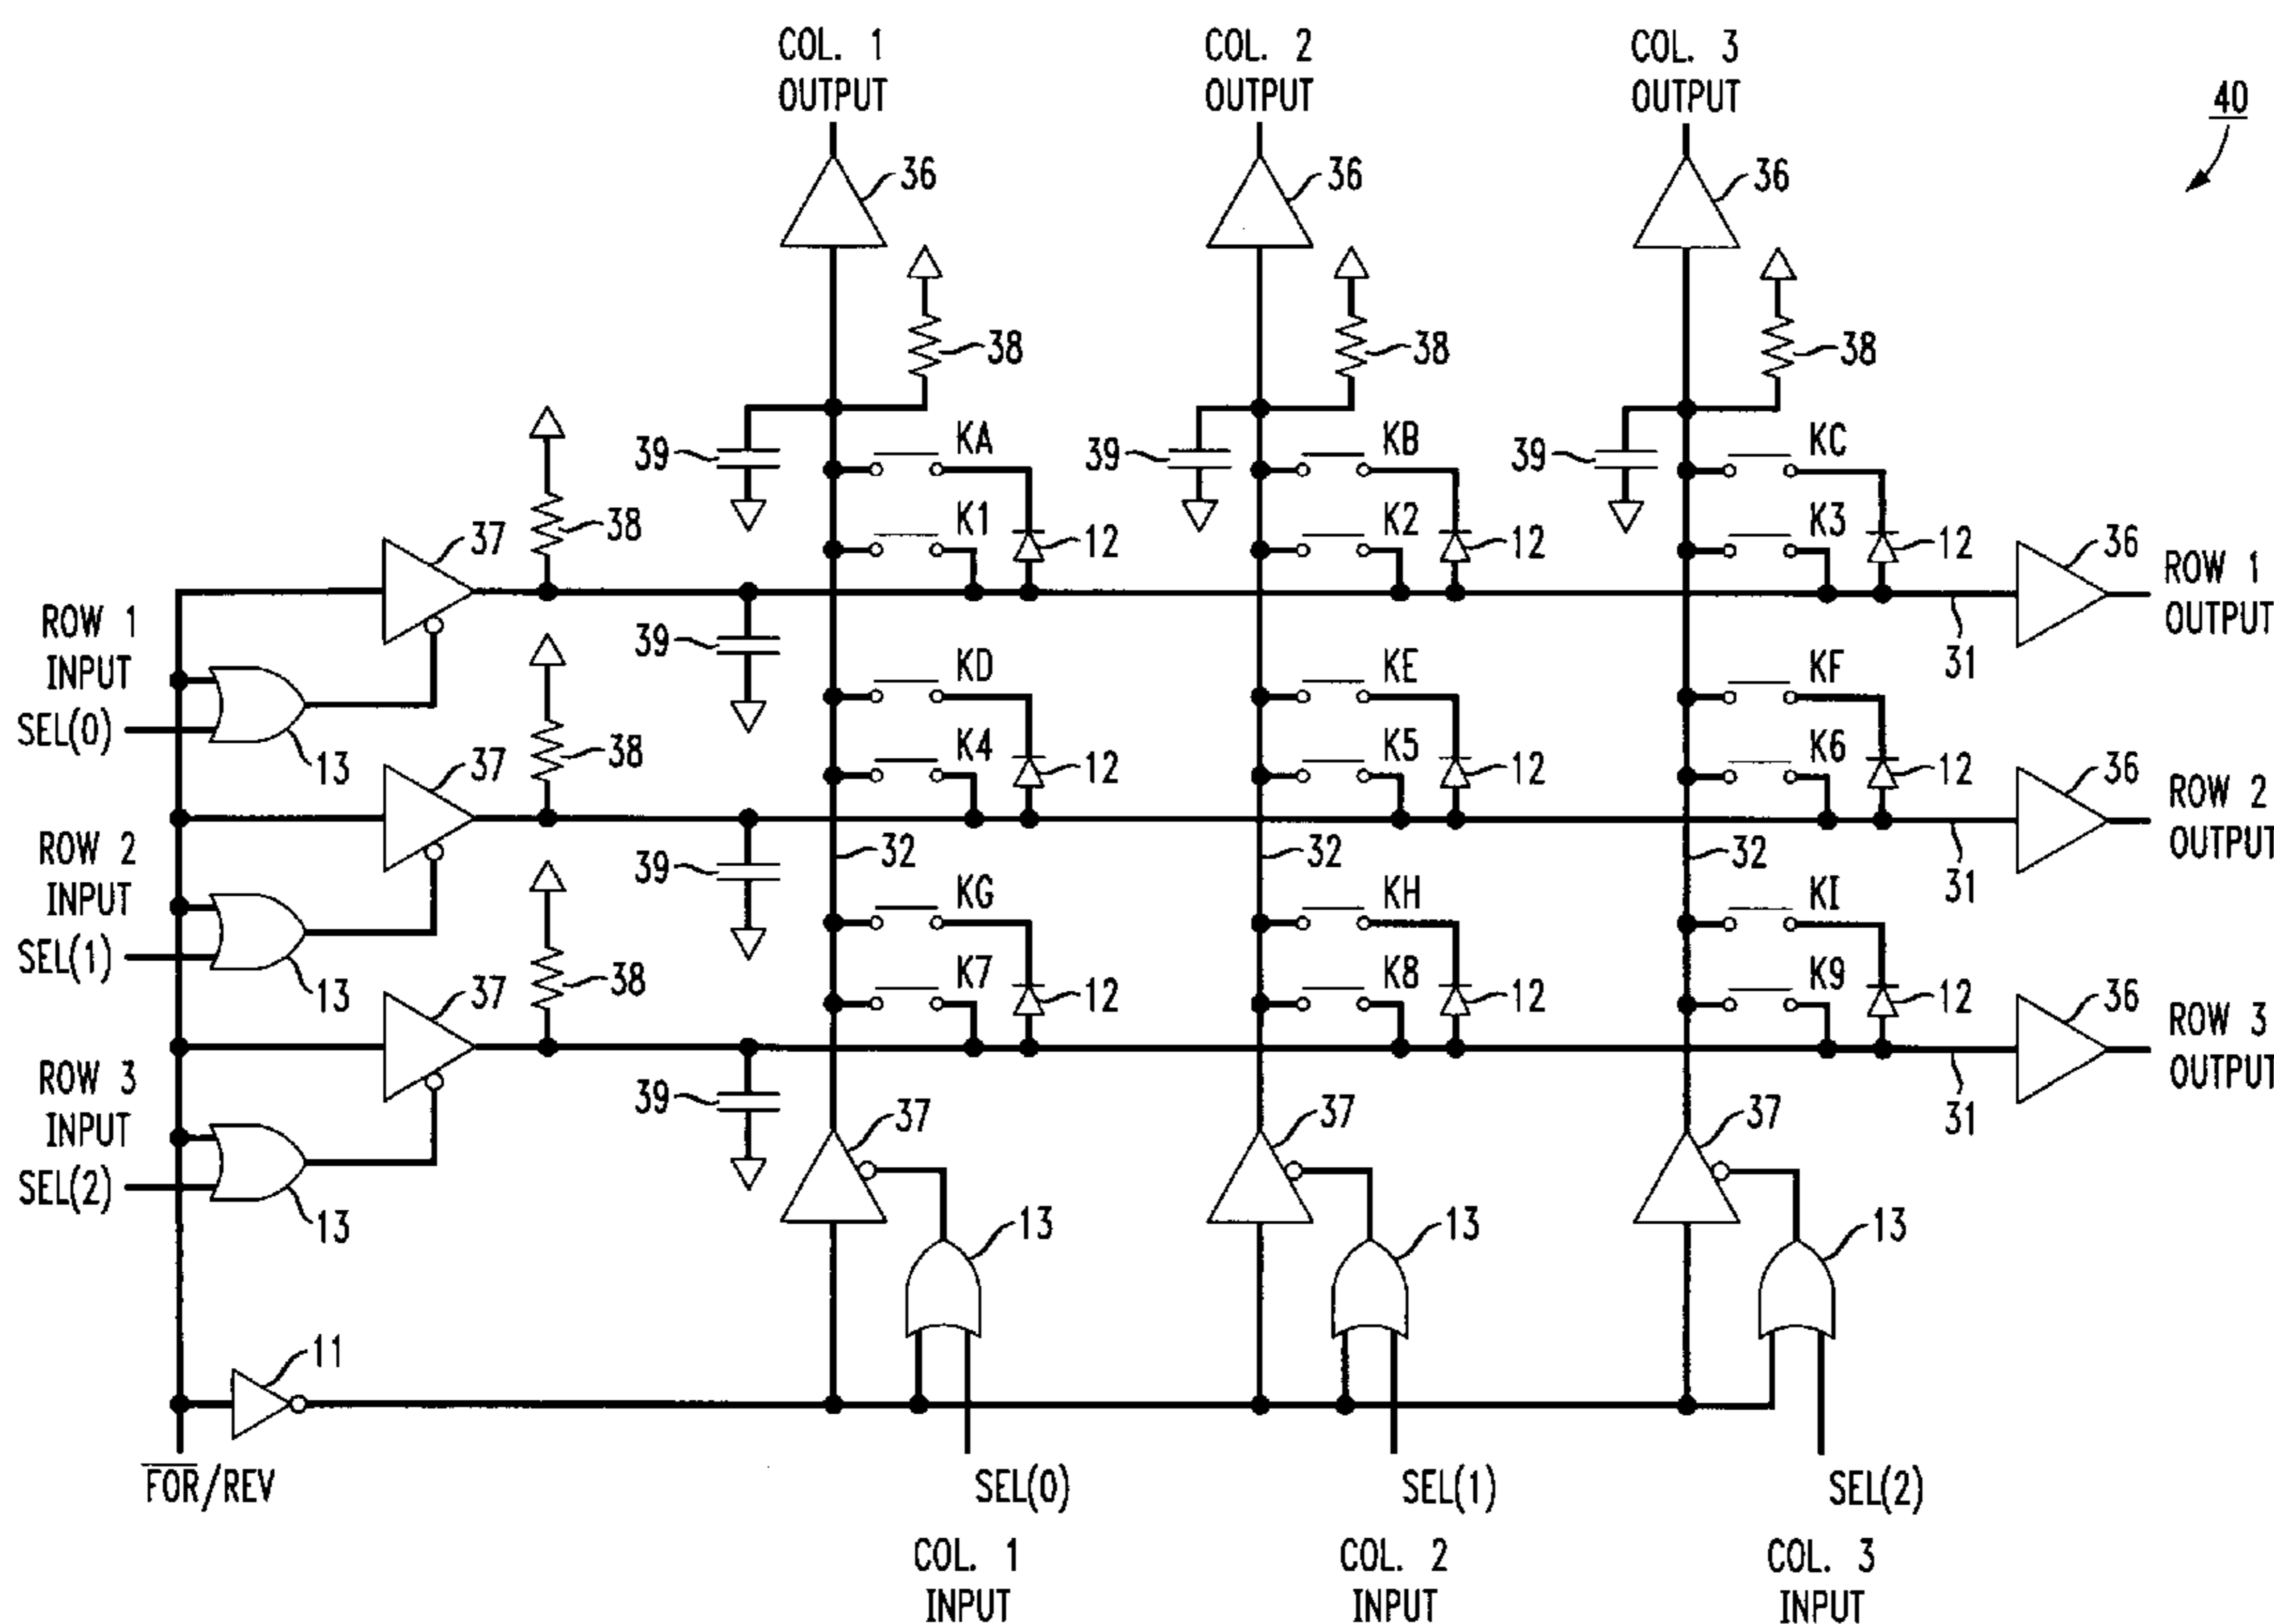 COL. 1 COL. 2 COL. 3
OUTPUT OUTPUT OUTPUT
40
36 36 36
38 38 38
39 KA 39 KB 39 KC
37 38 K1 12 K2 12 K3 12 36
ROW 1
OUTPUT
ROW 1
INPUT
SEL(0)
13
39 KD KE KF 31
37 38 K4 12 K5 12 K6 12 36
ROW 2
OUTPUT
ROW 2
INPUT
SEL(1)
13
39 32 32 32 31
KG KH KI
37 38 K7 12 K8 12 K9 12 36
ROW 3
OUTPUT
ROW 3
INPUT
SEL(2)
13
39 37 37 37 31
13 13 13
11
FOR/REV SEL(0) SEL(1) SEL(2)
COL. 1 COL. 2 COL. 3
INPUT INPUT INPUT